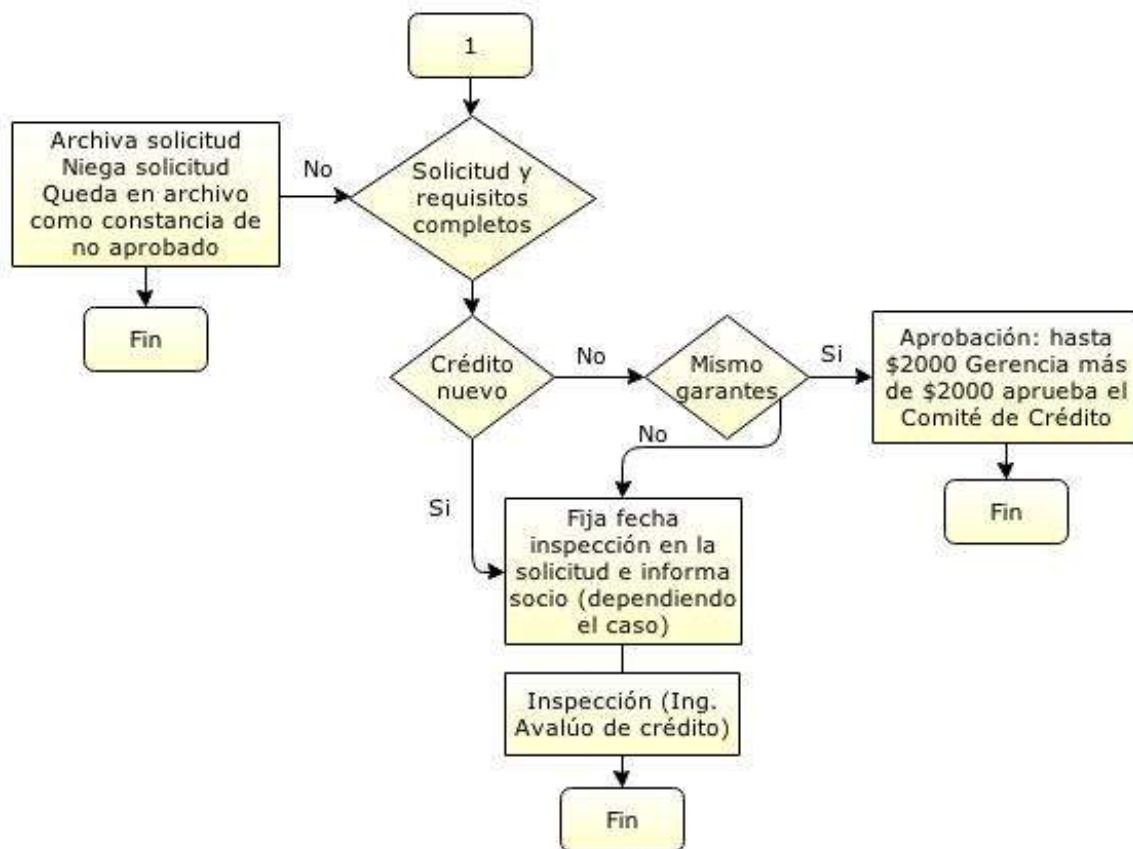 1
Archiva solicitud
Niega solicitud
Queda en archivo
como constancia de
no aprobado
No
Solicitud y
requisitos
completos
Fin
Crédito
nuevo
No
Mismo
garantes
Si
Aprobación: hasta
$2000 Gerencia más
de $2000 aprueba el
Comité de Crédito
No
Si
Fin
Fija fecha
inspección en la
solicitud e informa
socio (dependiendo
el caso)
Inspección (Ing.
Avalúo de crédito)
Fin